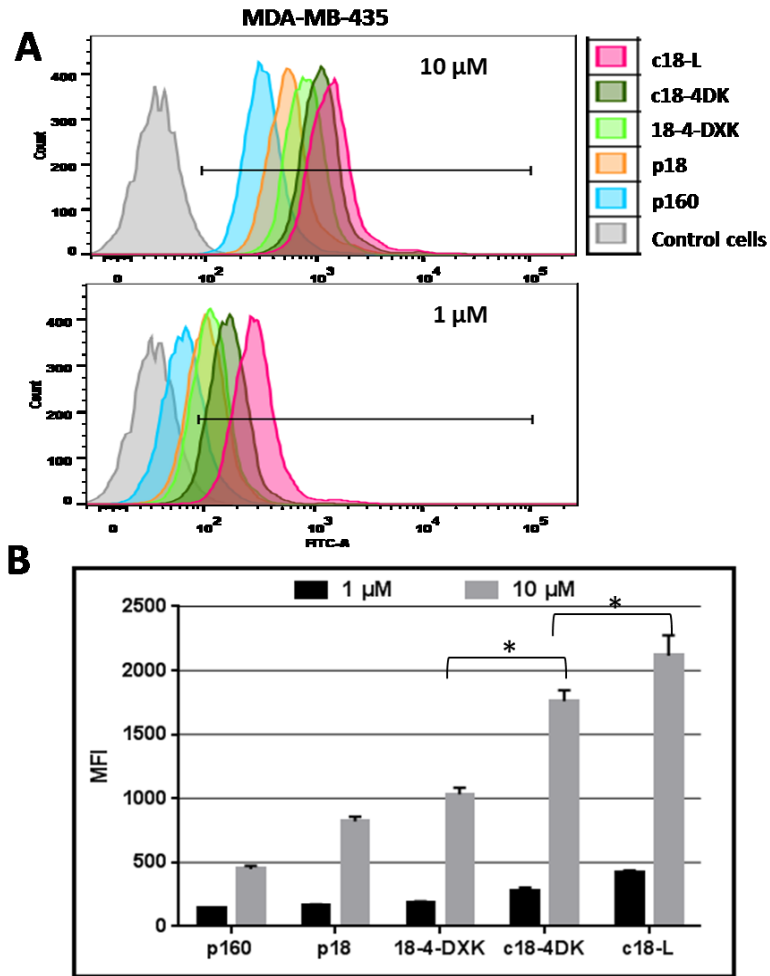 MDA-MB-435
A
10 µM
400
300
200
100
0
Count
0 10² 10³ 10⁴ 10⁵
c18-L
c18-4DK
18-4-DXK
p18
p160
Control cells
1 µM
400
300
200
100
0
Count
0 10² 10³ 10⁴ 10⁵
FITC-A
B
1 µM 10 µM
2500
2000
1500
1000
500
0
MFI
*
*
p160 p18 18-4-DXK c18-4DK c18-L